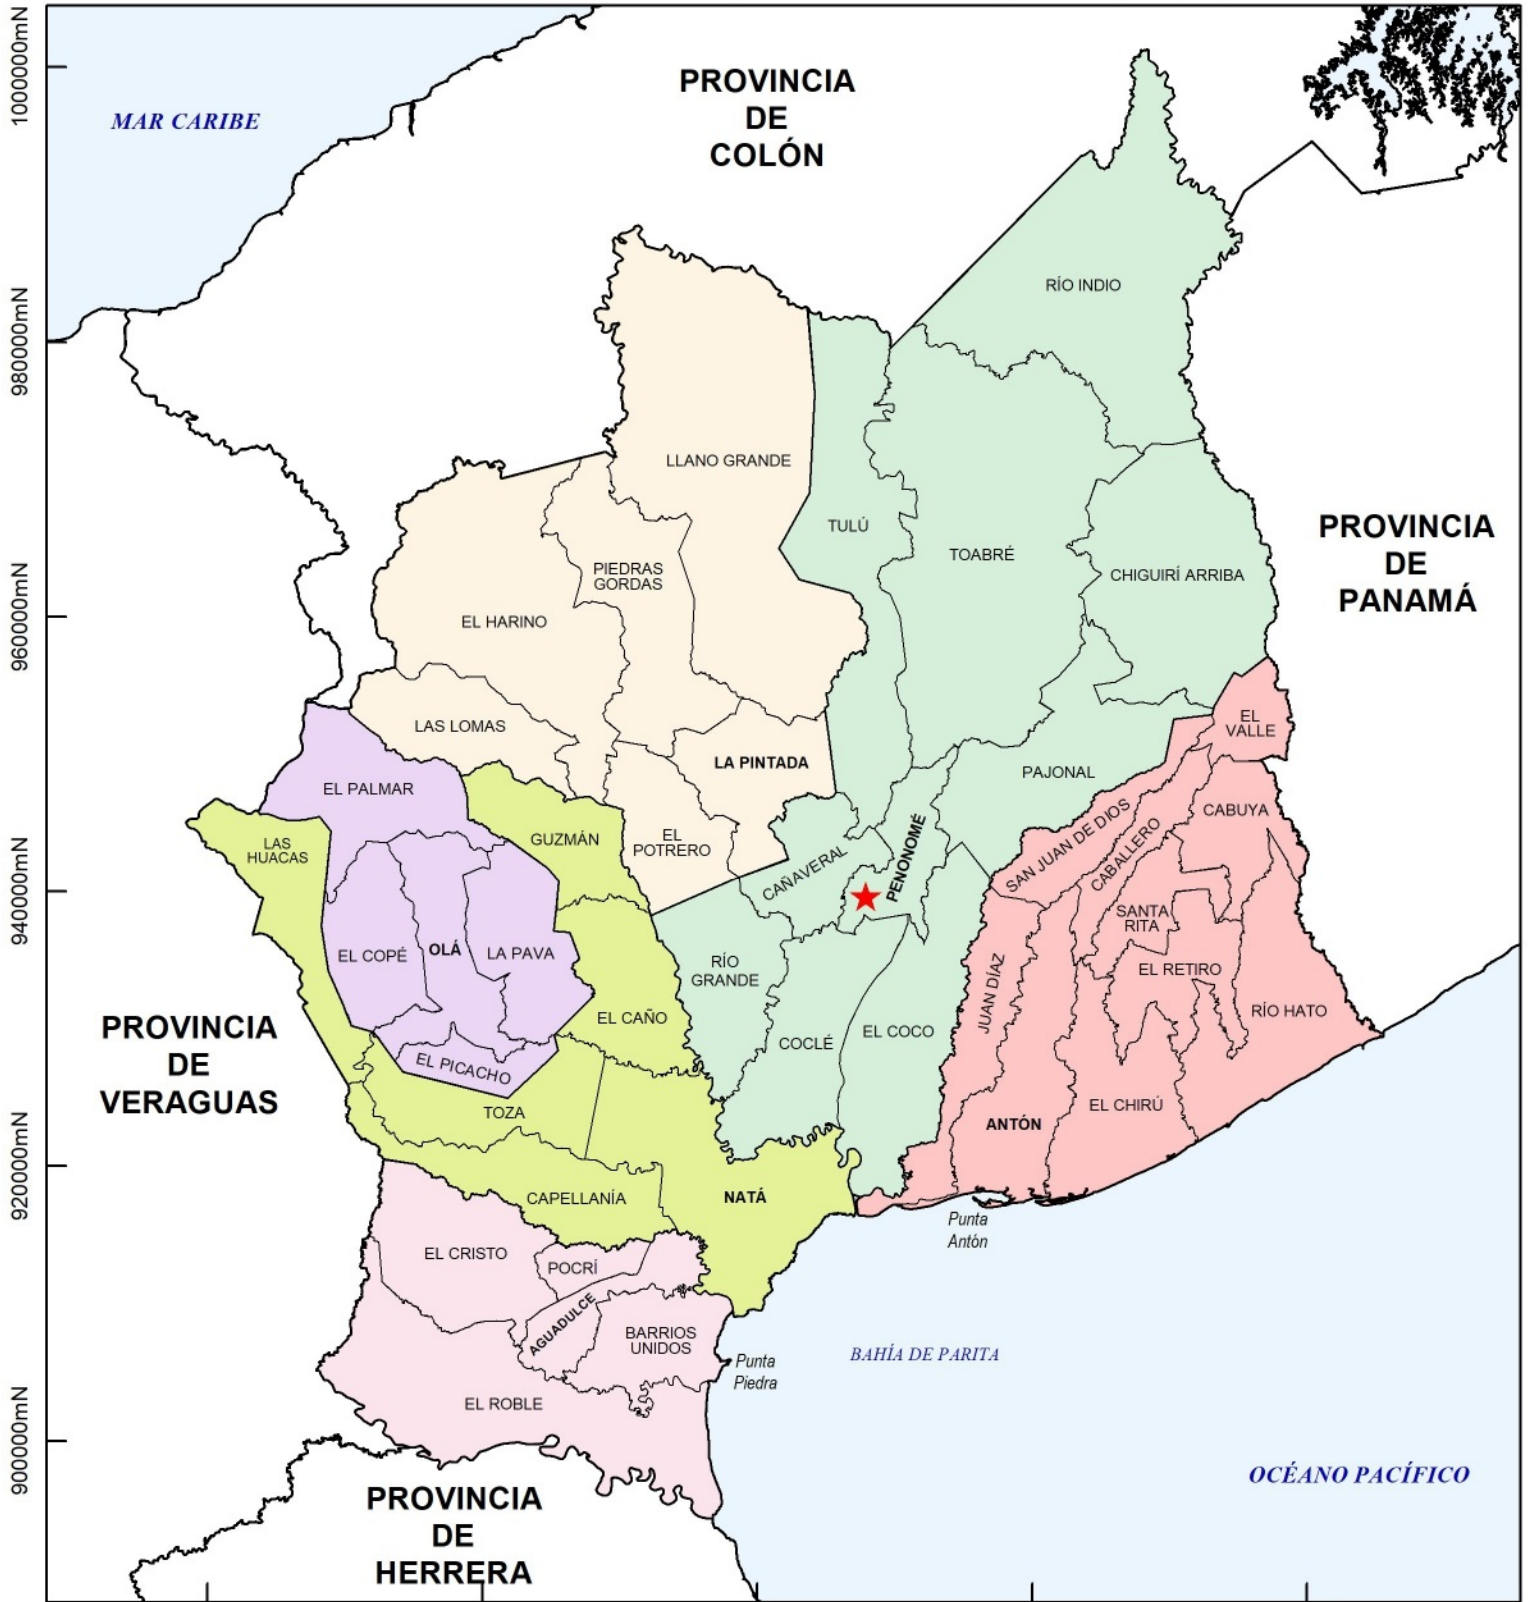 1000000mN
980000mN
960000mN
940000mN
920000mN
900000mN
MAR CARIBE
PROVINCIA
DE
COLÓN
RÍO INDIO
LLANO GRANDE
TULÚ
TOABRÉ
CHIGUIRÍ ARRIBA
PROVINCIA
DE
PANAMÁ
PIEDRAS
GORDAS
EL HARINO
LAS LOMAS
LA PINTADA
EL
VALLE
PAJONAL
EL PALMAR
CABUYA
SAN JUAN DE DIOS
CABALLERO
LAS
HUACAS
GUZMÁN
EL
POTRERO
CAÑAVERAL
PENONOMÉ
SANTA
RITA
EL COPÉ
OLÁ
LA PAVA
RÍO
GRANDE
EL RETIRO
JUAN DÍAZ
RÍO HATO
PROVINCIA
DE
VERAGUAS
EL CAÑO
COCLÉ
EL COCO
EL PICACHO
TOZA
ANTÓN
EL CHIRÚ
CAPELLANÍA
NATÁ
Punta
Antón
EL CRISTO
POCRÍ
AGUADULCE
BARRIOS
UNIDOS
Punta
Piedra
BAHÍA DE PARITA
EL ROBLE
OCÉANO PACÍFICO
PROVINCIA
DE
HERRERA